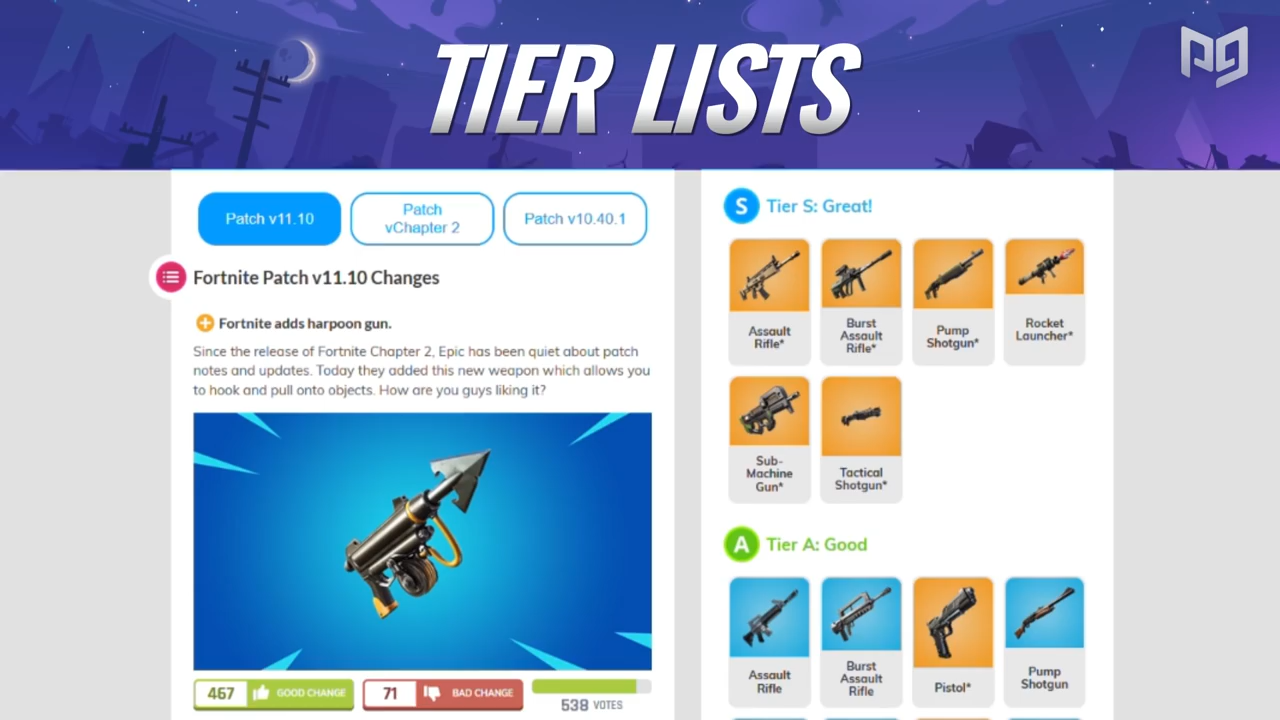 TIER LISTS
PG
Patch v11.10
Patch
vChapter 2
Patch v10.40.1
Fortnite Patch v11.10 Changes
Fortnite adds harpoon gun.
Since the release of Fortnite Chapter 2, Epic has been quiet about patch
notes and updates. Today they added this new weapon which allows you
to hook and pull onto objects. How are you guys liking it?
467
GOOD CHANGE
71
BAD CHANGE
538 VOTES
S
Tier S: Great!
Assault
Rifle*
Burst
Assault
Rifle*
Pump
Shotgun*
Rocket
Launcher*
Sub-
Machine
Gun*
Tactical
Shotgun*
A
Tier A: Good
Assault
Rifle
Burst
Assault
Rifle
Pistol*
Pump
Shotgun